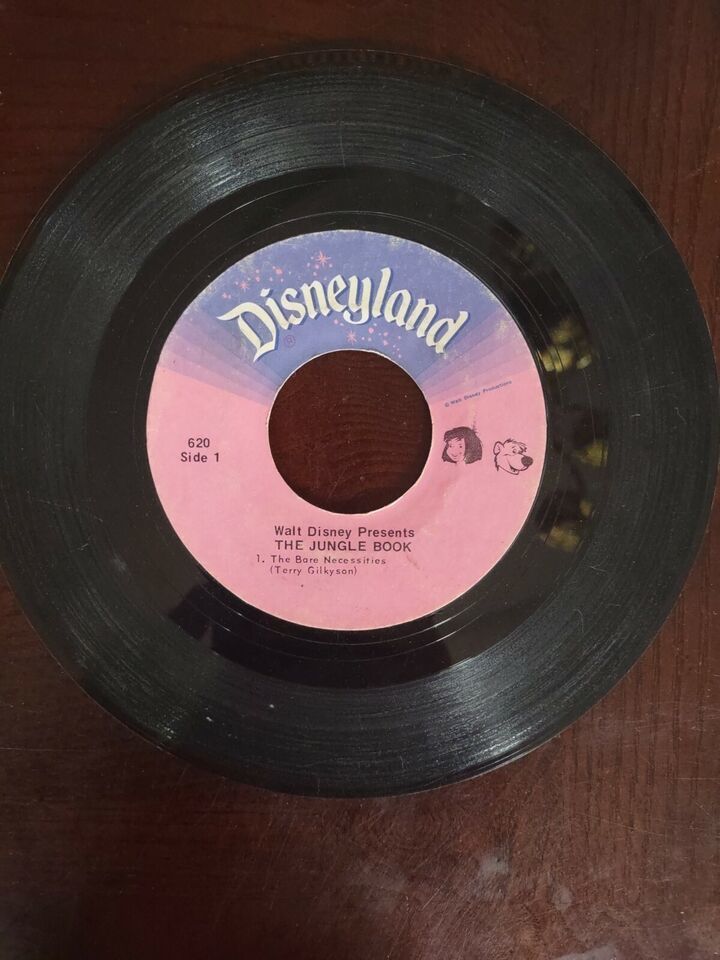 Disneyland
®
© Walt Disney Productions
620
Side 1
Walt Disney Presents
THE JUNGLE BOOK
1. The Bare Necessities
(Terry Gilkyson)